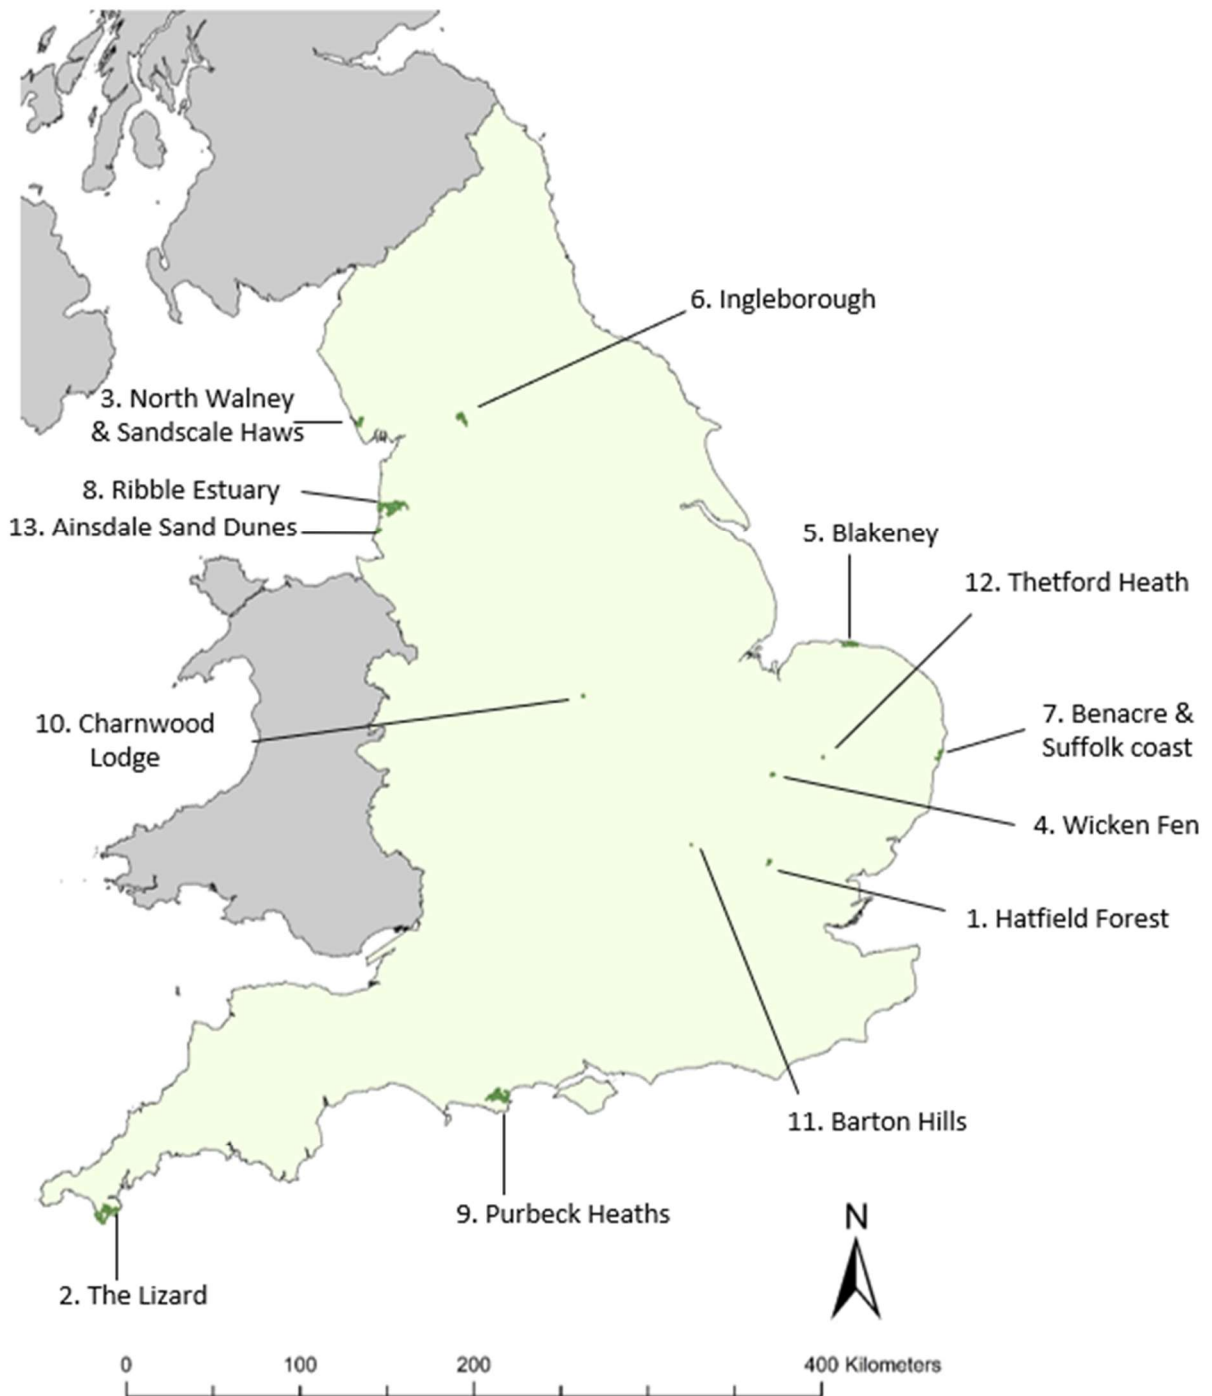 6. Ingleborough
3. North Walney
& Sandscale Haws
8. Ribble Estuary
13. Ainsdale Sand Dunes
5. Blakeney
12. Thetford Heath
10. Charnwood
Lodge
7. Benacre &
Suffolk coast
4. Wicken Fen
1. Hatfield Forest
11. Barton Hills
9. Purbeck Heaths
2. The Lizard
N
0 100 200 400 Kilometers